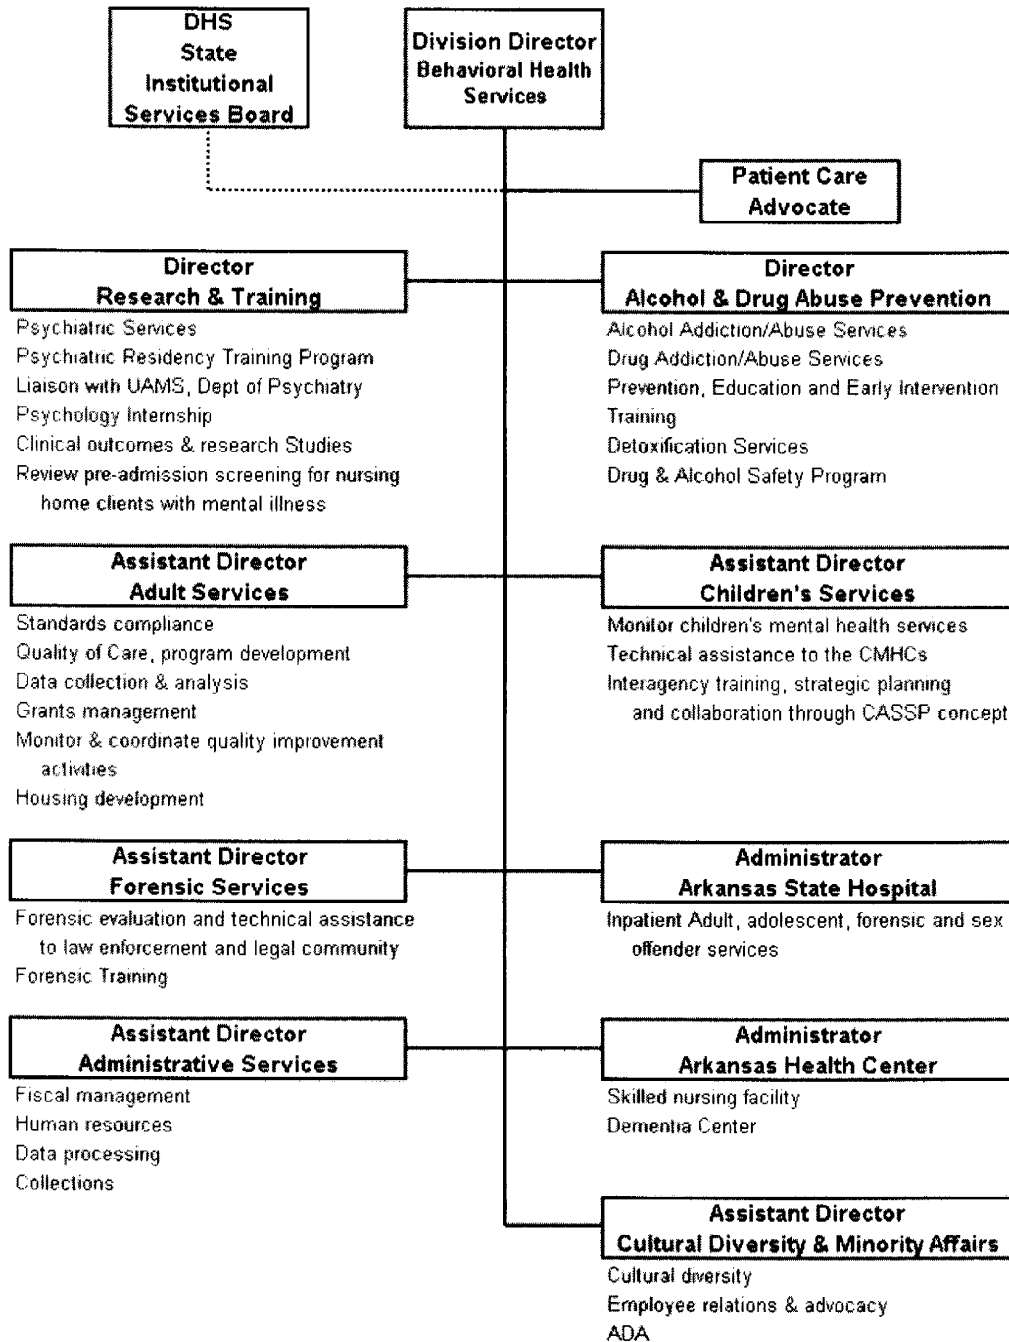 DHS
State
Institutional
Services Board
Division Director
Behavioral Health
Services
Patient Care
Advocate
Director
Research & Training
Psychiatric Services
Psychiatric Residency Training Program
Liaison with UAMS, Dept of Psychiatry
Psychology Internship
Clinical outcomes & research Studies
Review pre-admission screening for nursing
home clients with mental illness
Director
Alcohol & Drug Abuse Prevention
Alcohol Addiction/Abuse Services
Drug Addiction/Abuse Services
Prevention, Education and Early Intervention
Training
Detoxification Services
Drug & Alcohol Safety Program
Assistant Director
Adult Services
Standards compliance
Quality of Care, program development
Data collection & analysis
Grants management
Monitor & coordinate quality improvement
activities
Housing development
Assistant Director
Children's Services
Monitor children's mental health services
Technical assistance to the CMHCs
Interagency training, strategic planning
and collaboration through CASSP concept
Assistant Director
Forensic Services
Forensic evaluation and technical assistance
to law enforcement and legal community
Forensic Training
Administrator
Arkansas State Hospital
Inpatient Adult, adolescent, forensic and sex
offender services
Assistant Director
Administrative Services
Fiscal management
Human resources
Data processing
Collections
Administrator
Arkansas Health Center
Skilled nursing facility
Dementia Center
Assistant Director
Cultural Diversity & Minority Affairs
Cultural diversity
Employee relations & advocacy
ADA